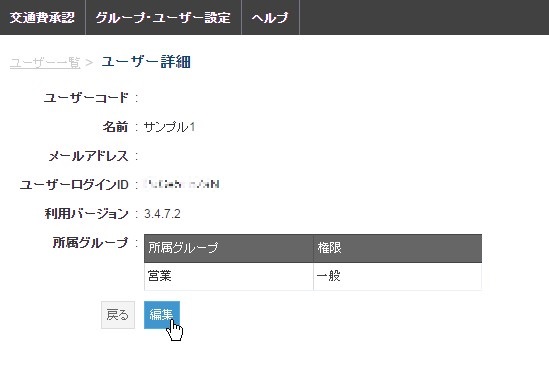 交通費承認 グループ・ユーザー設定 ヘルプ
ユーザー一覧 > ユーザー詳細
ユーザーコード :
名前 : サンプル1
メールアドレス :
ユーザーログインID :
利用バージョン : 3.4.7.2
所属グループ : 所属グループ 権限
営業 一般
戻る 編集